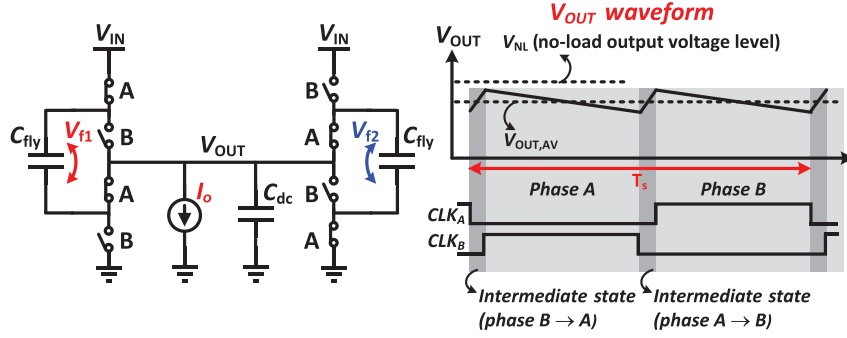 V_IN
A
B
C_fly
V_f1
A
B
V_OUT
I_o
C_dc
V_IN
B
A
V_f2
C_fly
B
A
V_OUT waveform
V_OUT
V_NL (no-load output voltage level)
V_OUT,AV
T_s
Phase A
Phase B
CLK_A
CLK_B
Intermediate state
(phase B → A)
Intermediate state
(phase A → B)